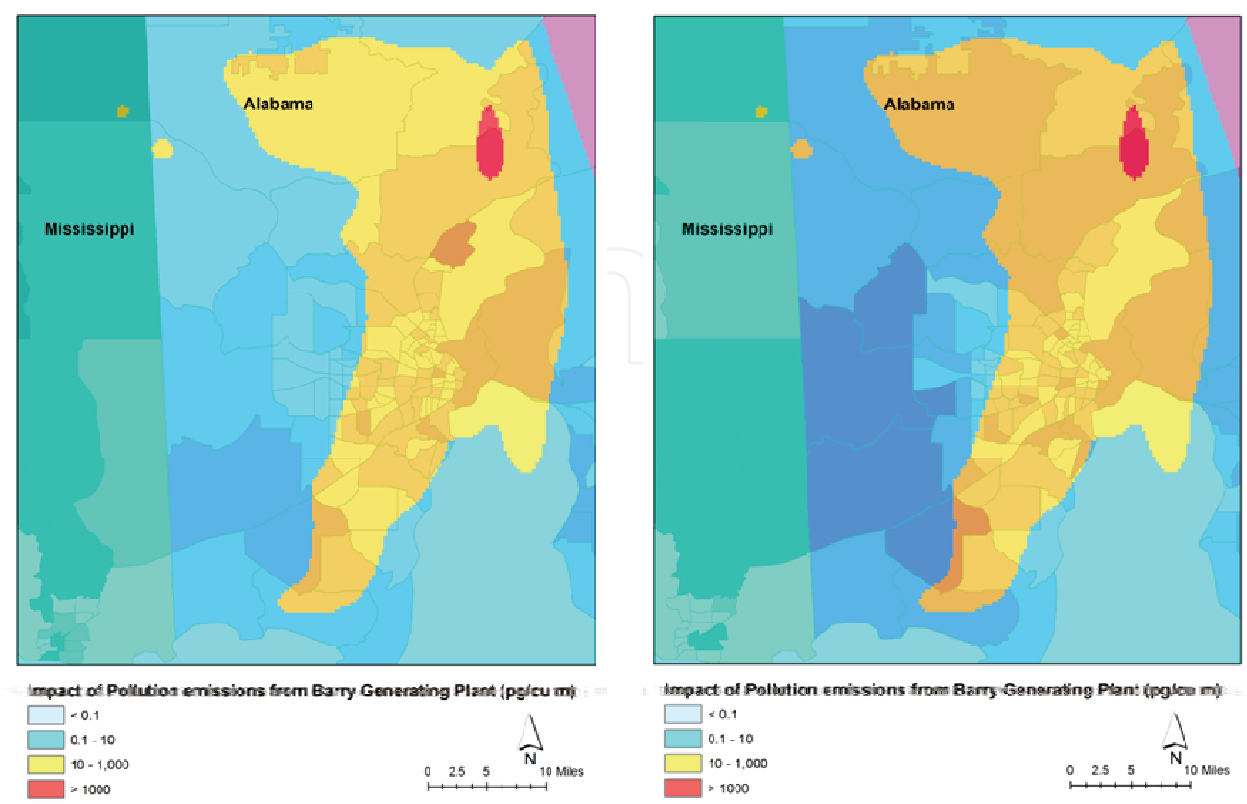 Alabama
Mississippi
Impact of Pollution emissions from Barry Generating Plant (pg/cu m)
< 0.1
0.1 - 10
10 - 1,000
> 1000
N
0 2.5 5 10 Miles
Alabama
Mississippi
Impact of Pollution emissions from Barry Generating Plant (pg/cu m)
< 0.1
0.1 - 10
10 - 1,000
> 1000
N
0 2.5 5 10 Miles